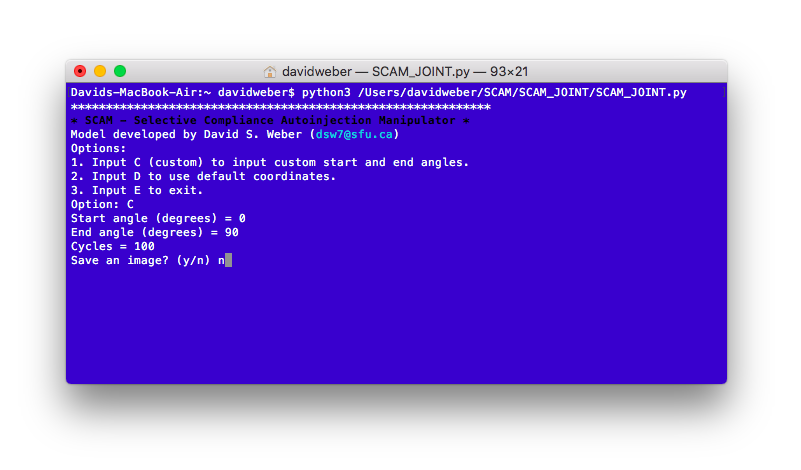 davidweber — SCAM_JOINT.py — 93×21
Davids-MacBook-Air:~ davidweber$ python3 /Users/davidweber/SCAM/SCAM_JOINT/SCAM_JOINT.py
************************************************************
* SCAM - Selective Compliance Autoinjection Manipulator *
Model developed by David S. Weber (dsw7@sfu.ca)
Options:
1. Input C (custom) to input custom start and end angles.
2. Input D to use default coordinates.
3. Input E to exit.
Option: C
Start angle (degrees) = 0
End angle (degrees) = 90
Cycles = 100
Save an image? (y/n) n